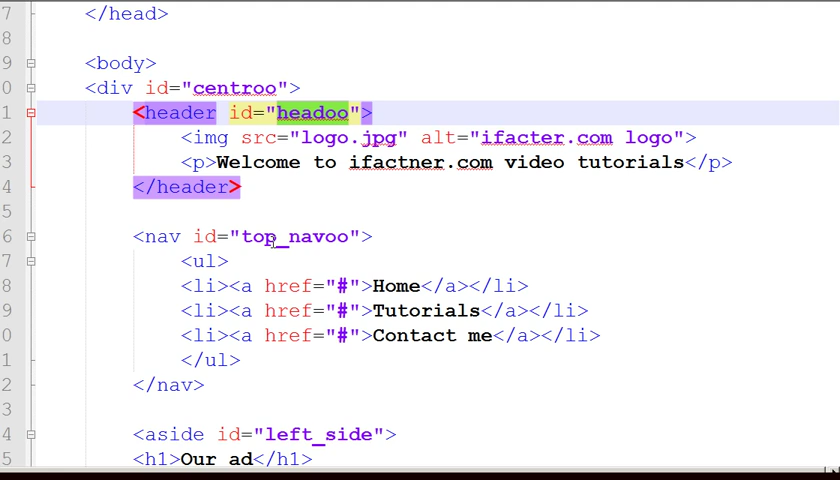 7 </head>
8
9 <body>
0 <div id="centroo">
1 <header id="headoo">
2 <img src="logo.jpg" alt="ifacter.com logo">
3 <p>Welcome to ifactner.com video tutorials</p>
4 </header>
5
6 <nav id="top_navoo">
7 <ul>
8 <li><a href="#">Home</a></li>
9 <li><a href="#">Tutorials</a></li>
0 <li><a href="#">Contact me</a></li>
1 </ul>
2 </nav>
3
4 <aside id="left_side">
5 <h1>Our ad</h1>